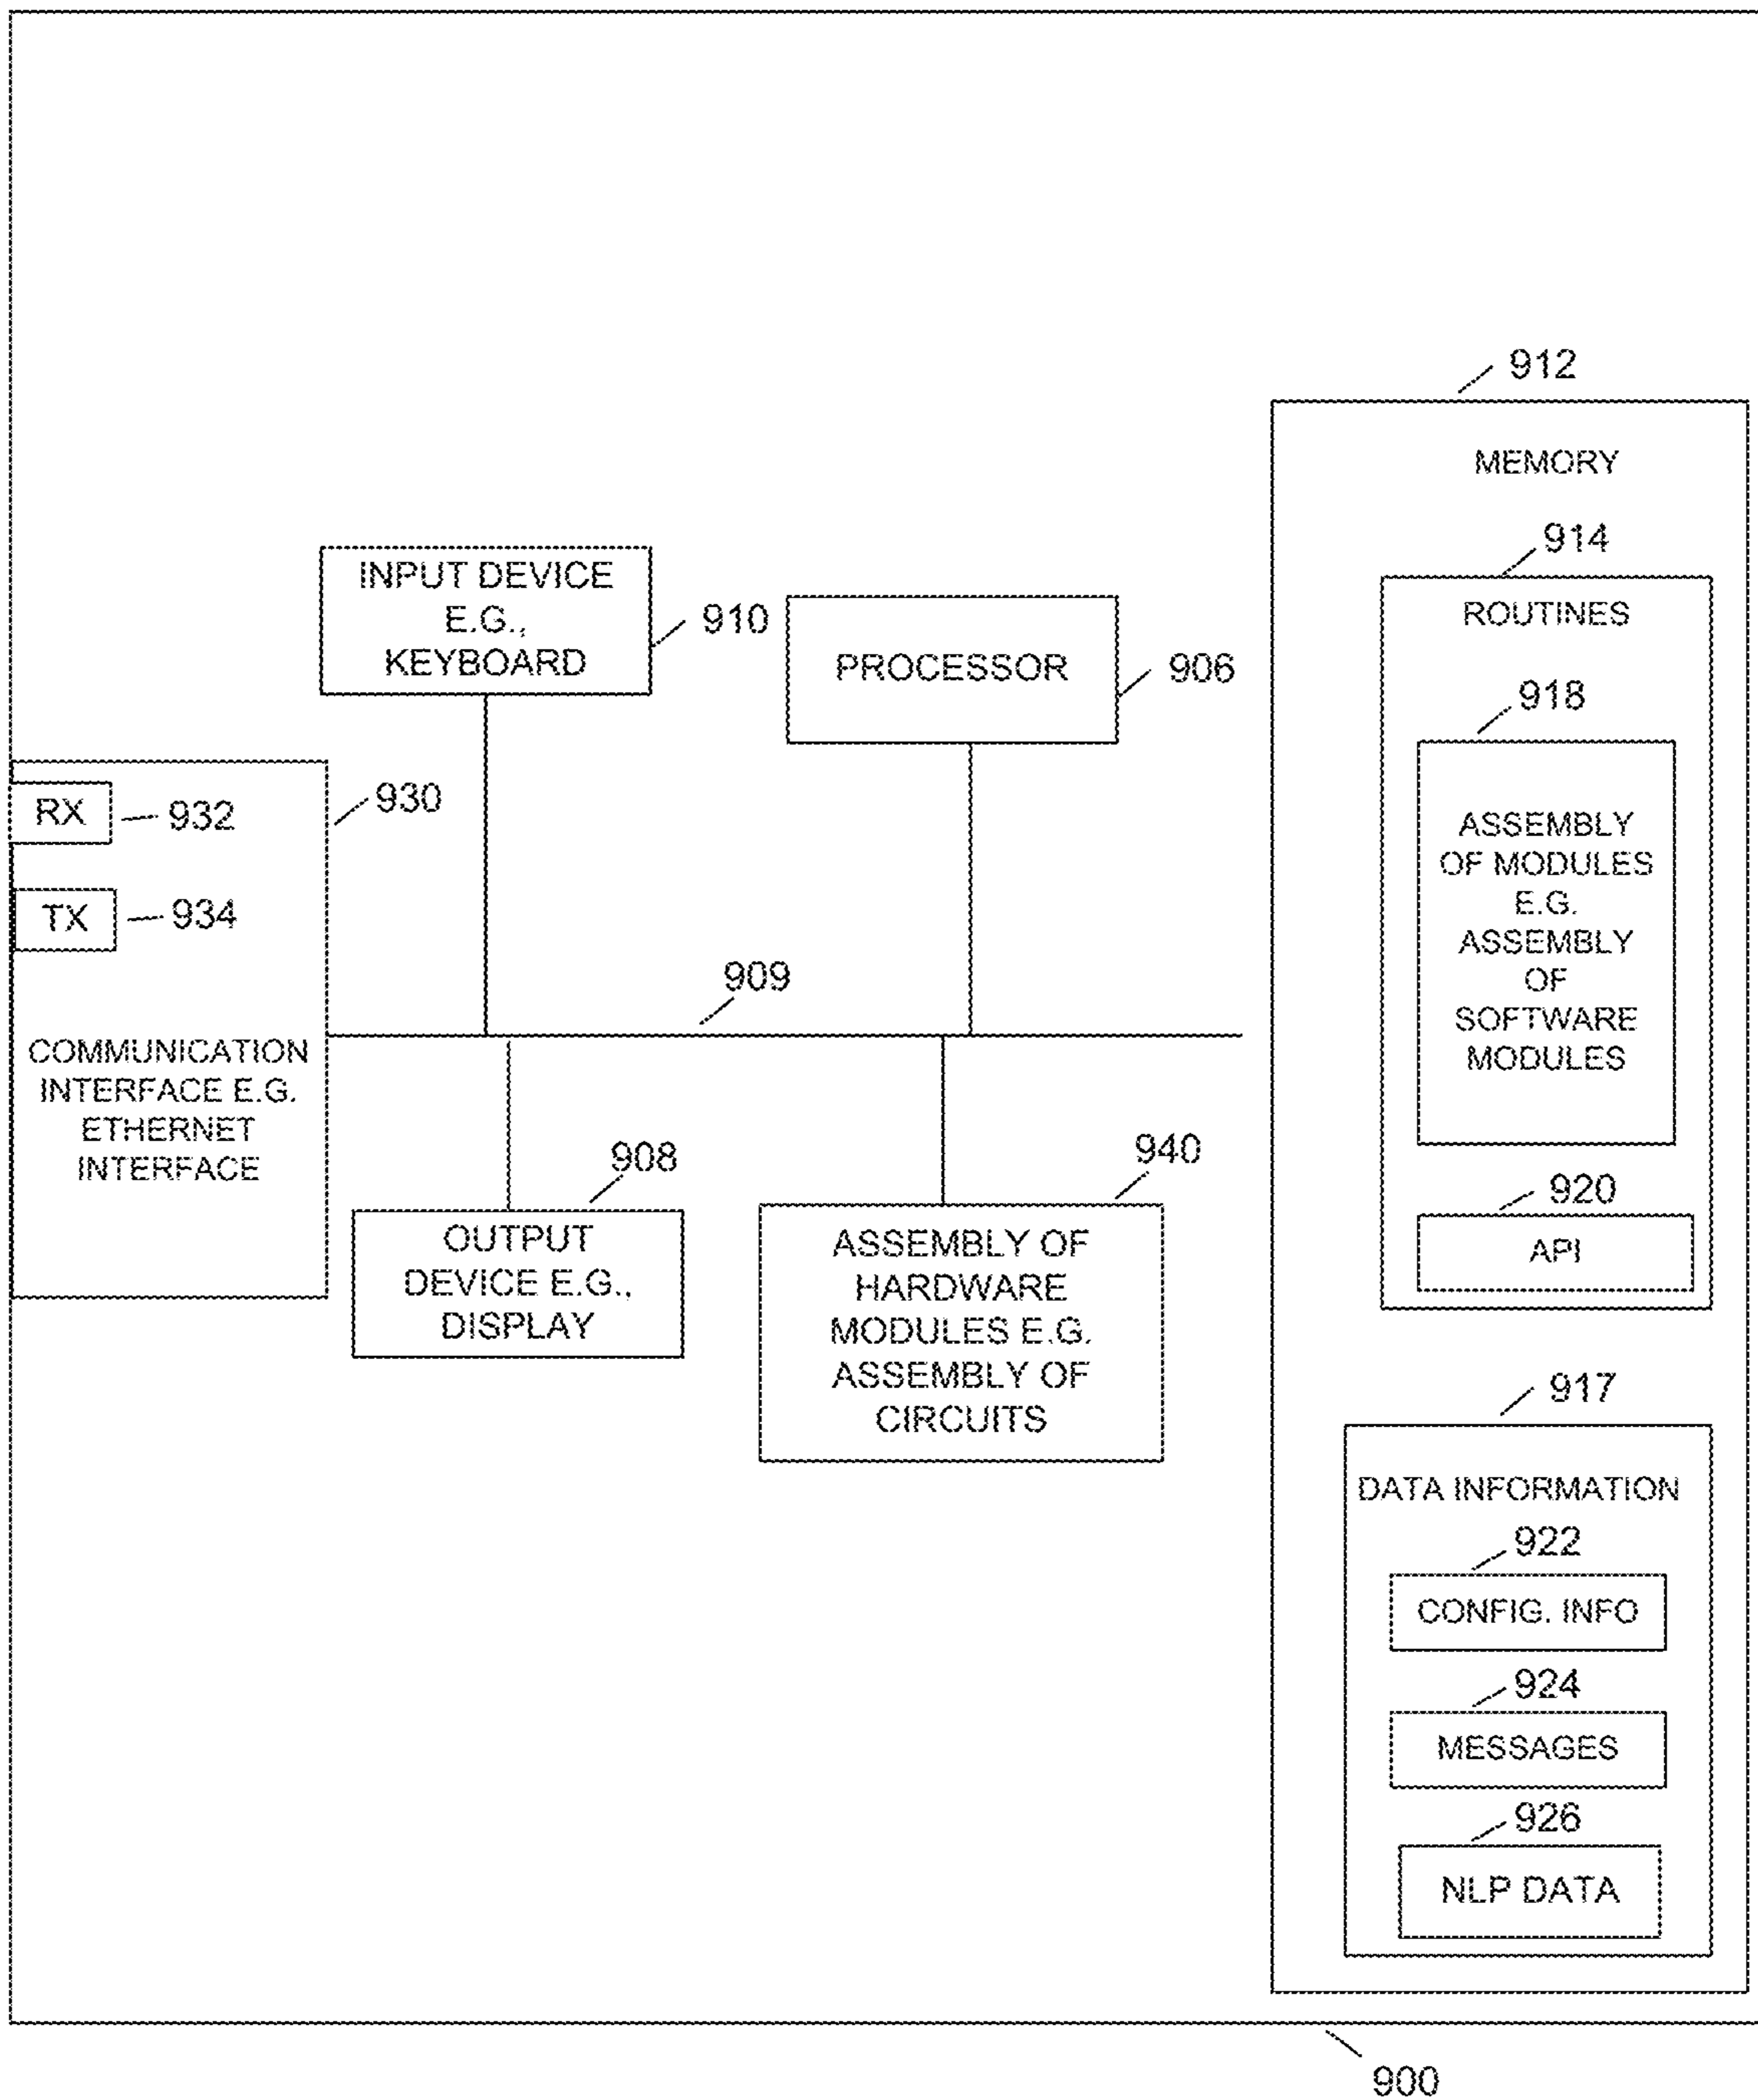 912
MEMORY
914
ROUTINES
918
ASSEMBLY
OF MODULES
E.G.
ASSEMBLY
OF
SOFTWARE
MODULES
920
API
917
DATA INFORMATION
922
CONFIG. INFO
924
MESSAGES
926
NLP DATA
INPUT DEVICE
E.G.,
KEYBOARD
910
PROCESSOR
906
930
RX
932
TX
934
COMMUNICATION
INTERFACE E.G.
ETHERNET
INTERFACE
909
908
OUTPUT
DEVICE E.G.,
DISPLAY
940
ASSEMBLY OF
HARDWARE
MODULES E.G.
ASSEMBLY OF
CIRCUITS
900